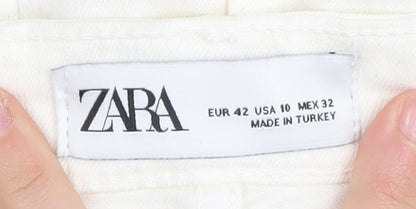 ZARA
EUR 42 USA 10 MEX 32
MADE IN TURKEY